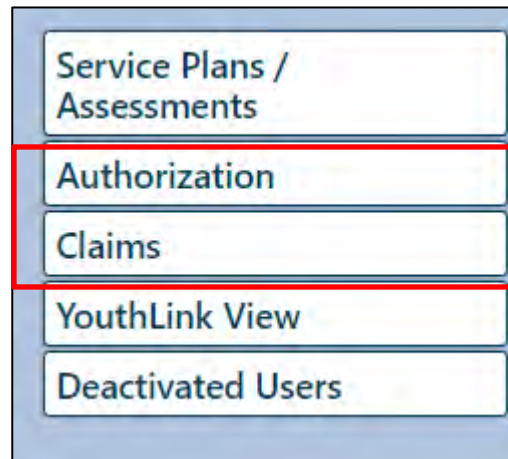 Service Plans /
Assessments
Authorization
Claims
YouthLink View
Deactivated Users